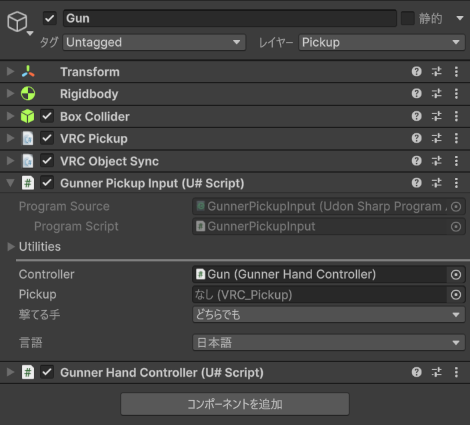 Gun 静的
タグ Untagged レイヤー Pickup
Transform
Rigidbody
Box Collider
VRC Pickup
VRC Object Sync
# Gunner Pickup Input (U# Script)
Program Source GunnerPickupInput (Udon Sharp Program .
Program Script # GunnerPickupInput
Utilities
Controller # Gun (Gunner Hand Controller)
Pickup なし (VRC_Pickup)
撃てる手 どちらでも
言語 日本語
# Gunner Hand Controller (U# Script)
コンポーネントを追加